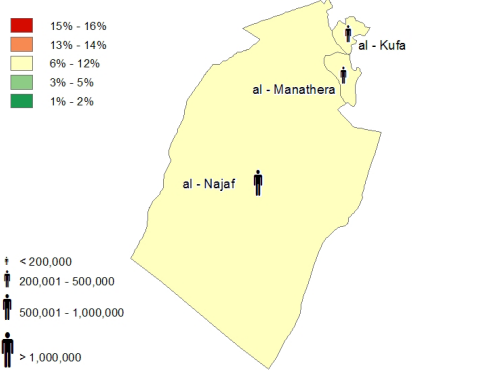 15% - 16%
13% - 14%
6% - 12%
3% - 5%
1% - 2%
al - Kufa
al - Manathera
al - Najaf
< 200,000
200,001 - 500,000
500,001 - 1,000,000
> 1,000,000